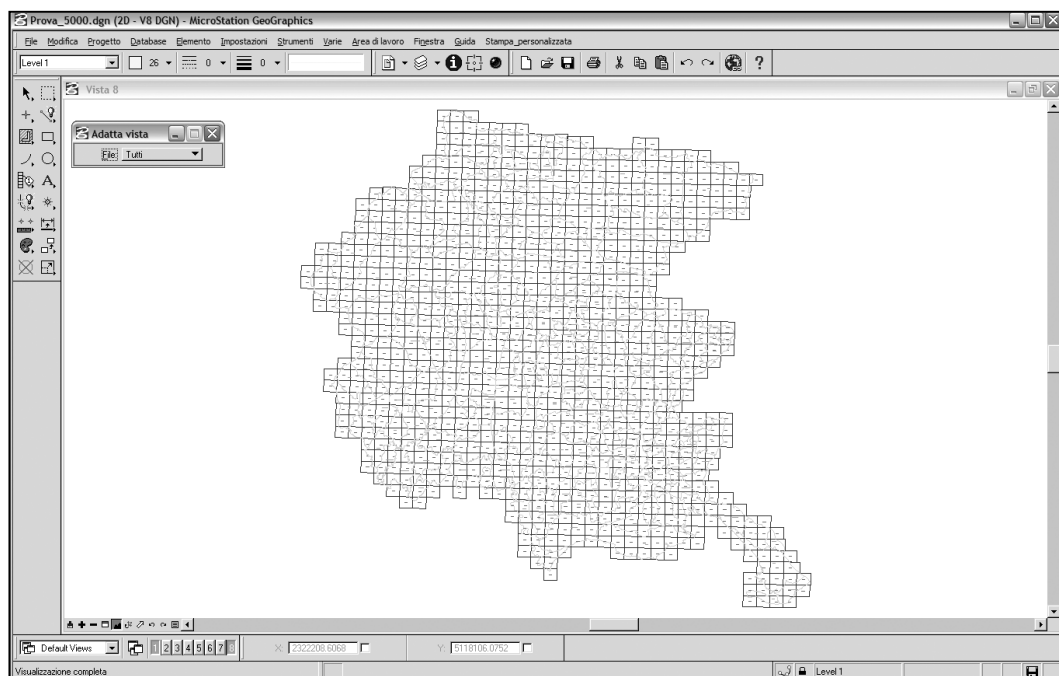 Prova_5000.dgn (2D - V8 DGN) - MicroStation GeoGraphics
File Modifica Progetto Database Elemento Impostazioni Strumenti Varie Area di lavoro Finestra Guida Stampa_personalizzata
Level 1 26 0 0
Vista 8
Adatta vista
File: Tutti
Default Views 1 2 3 4 5 6 7 8 X: 2322208.6068 Y: 5118106.0752
Visualizzazione completa Level 1